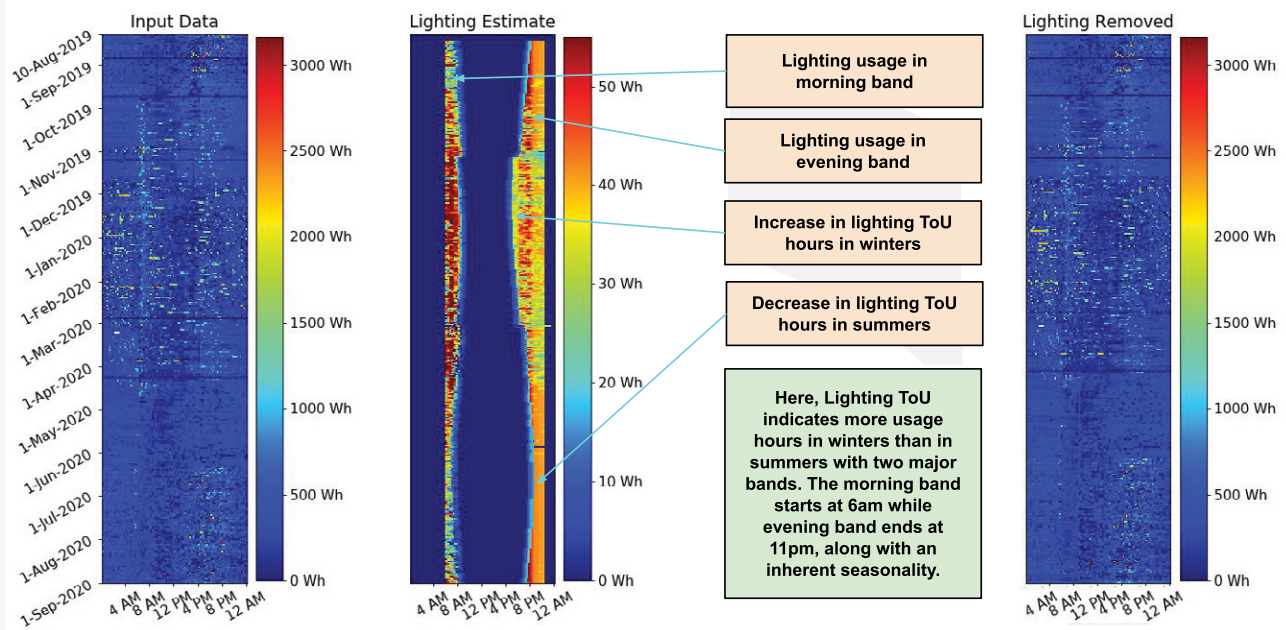 Input Data
10-Aug-2019
1-Sep-2019
1-Oct-2019
1-Nov-2019
1-Dec-2019
1-Jan-2020
1-Feb-2020
1-Mar-2020
1-Apr-2020
1-May-2020
1-Jun-2020
1-Jul-2020
1-Aug-2020
1-Sep-2020
4 AM
8 AM
12 PM
4 PM
8 PM
12 AM
3000 Wh
2500 Wh
2000 Wh
1500 Wh
1000 Wh
500 Wh
0 Wh
Lighting Estimate
4 AM
8 AM
12 PM
4 PM
8 PM
12 AM
50 Wh
40 Wh
30 Wh
20 Wh
10 Wh
0 Wh
Lighting usage in
morning band
Lighting usage in
evening band
Increase in lighting ToU
hours in winters
Decrease in lighting ToU
hours in summers
Here, Lighting ToU
indicates more usage
hours in winters than in
summers with two major
bands. The morning band
starts at 6am while
evening band ends at
11pm, along with an
inherent seasonality.
Lighting Removed
4 AM
8 AM
12 PM
4 PM
8 PM
12 AM
3000 Wh
2500 Wh
2000 Wh
1500 Wh
1000 Wh
500 Wh
0 Wh